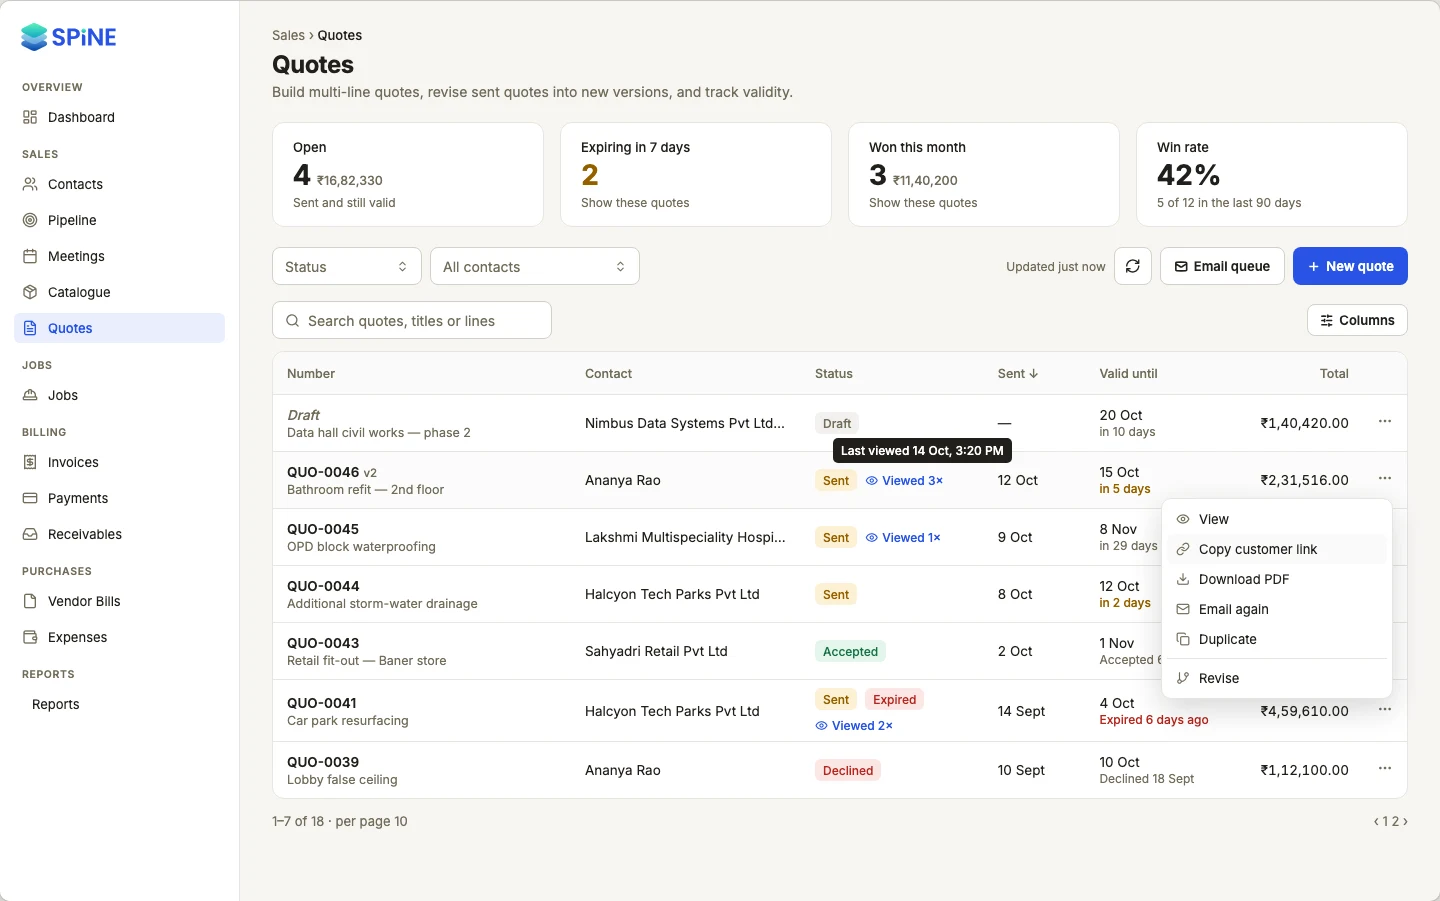 SPiNE
OVERVIEW
Dashboard
SALES
Contacts
Pipeline
Meetings
Catalogue
Quotes
JOBS
Jobs
BILLING
Invoices
Payments
Receivables
PURCHASES
Vendor Bills
Expenses
REPORTS
Reports
Sales › Quotes
Quotes
Build multi-line quotes, revise sent quotes into new versions, and track validity.
Open
4 ₹16,82,330
Sent and still valid
Expiring in 7 days
2
Show these quotes
Won this month
3 ₹11,40,200
Show these quotes
Win rate
42%
5 of 12 in the last 90 days
Status
All contacts
Updated just now
Email queue
+ New quote
Search quotes, titles or lines
Columns
Number Contact Status Sent ↓ Valid until Total
Draft
Data hall civil works — phase 2
Nimbus Data Systems Pvt Ltd...
Draft
—
20 Oct
in 10 days
₹1,40,420.00
Last viewed 14 Oct, 3:20 PM
QUO-0046 v2
Bathroom refit — 2nd floor
Ananya Rao
Sent
Viewed 3×
12 Oct
15 Oct
in 5 days
₹2,31,516.00
QUO-0045
OPD block waterproofing
Lakshmi Multispeciality Hospi...
Sent
Viewed 1×
9 Oct
8 Nov
in 29 days
QUO-0044
Additional storm-water drainage
Halcyon Tech Parks Pvt Ltd
Sent
8 Oct
12 Oct
in 2 days
QUO-0043
Retail fit-out — Baner store
Sahyadri Retail Pvt Ltd
Accepted
2 Oct
1 Nov
Accepted
View
Copy customer link
Download PDF
Email again
Duplicate
Revise
QUO-0041
Car park resurfacing
Halcyon Tech Parks Pvt Ltd
Sent
Expired
Viewed 2×
14 Sept
4 Oct
Expired 6 days ago
₹4,59,610.00
QUO-0039
Lobby false ceiling
Ananya Rao
Declined
10 Sept
10 Oct
Declined 18 Sept
₹1,12,100.00
1–7 of 18 · per page 10
‹ 1 2 ›